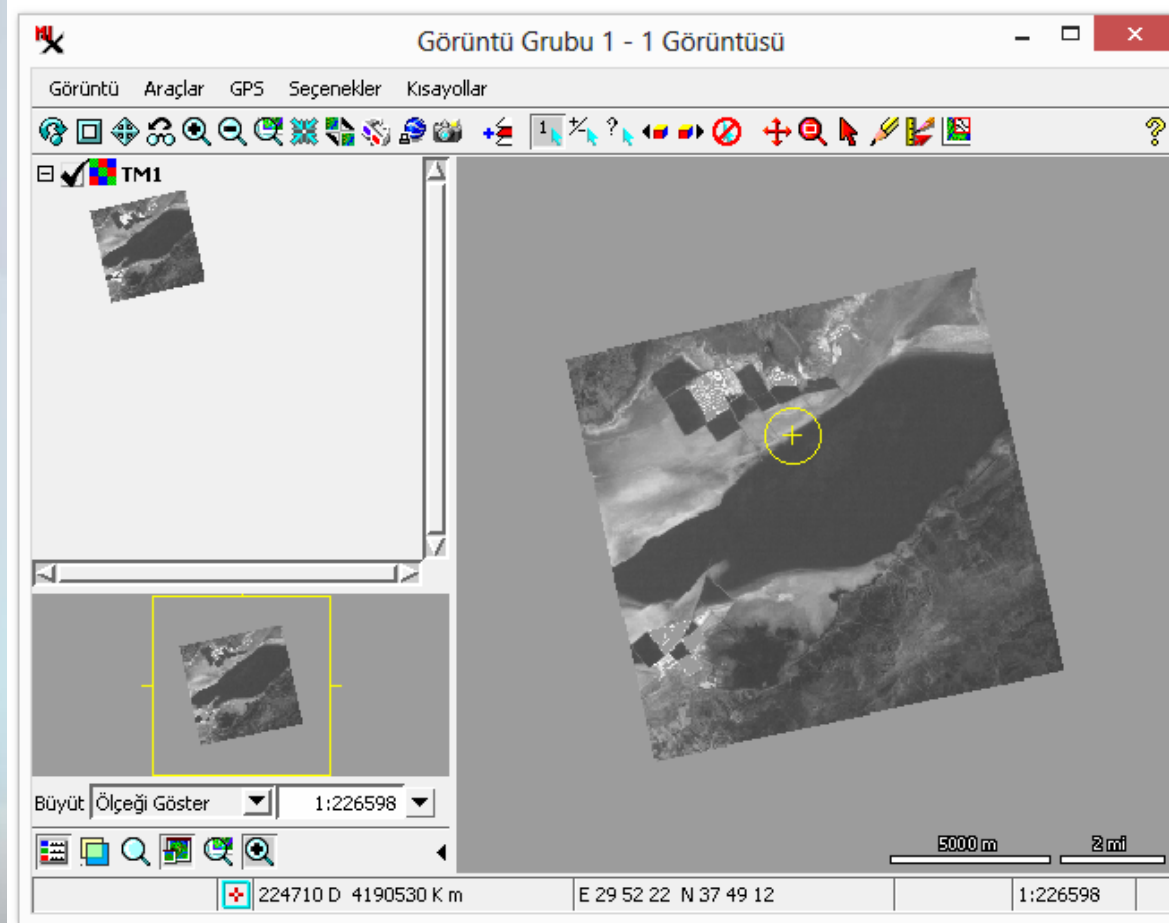 Görüntü Grubu 1 - 1 Görüntüsü
Görüntü Araçlar GPS Seçenekler Kısayollar
TM1
Büyüt Ölçeği Göster 1:226598
5000 m 2 mi
224710 D 4190530 K m E 29 52 22 N 37 49 12 1:226598